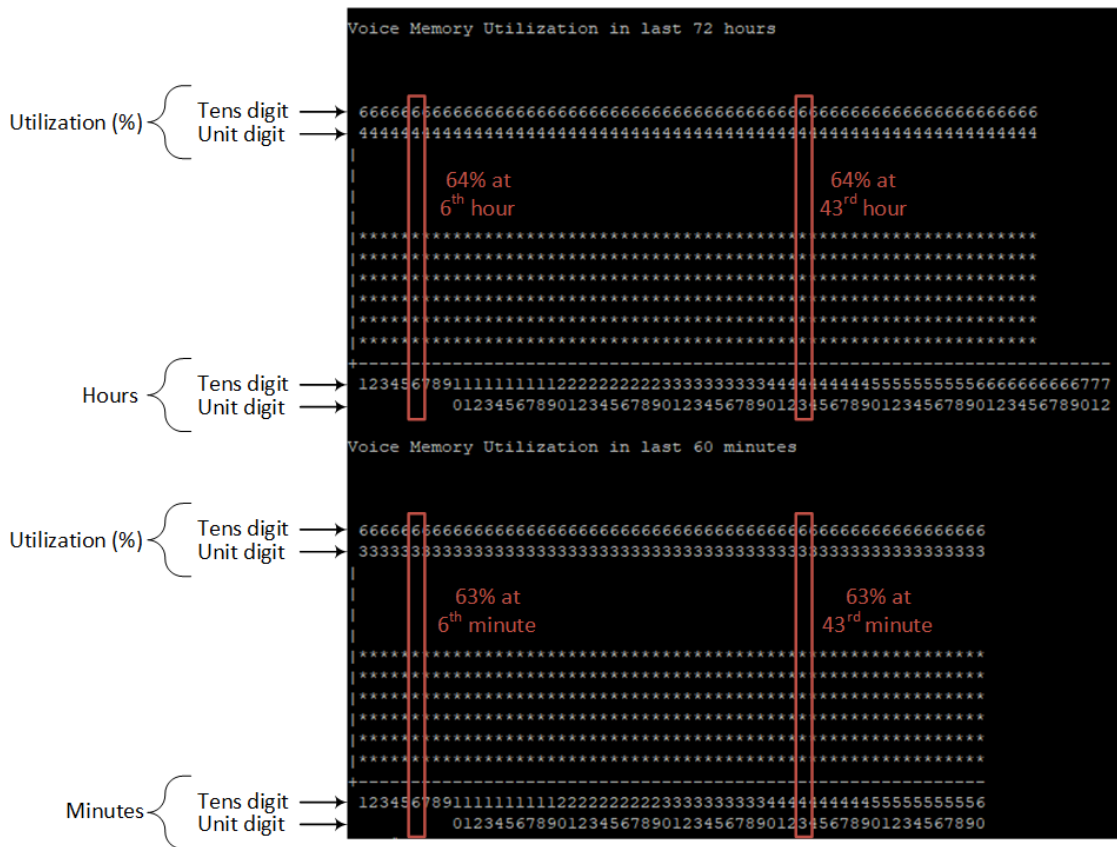 Voice Memory Utilization in last 72 hours
Utilization (%)
Tens digit 66666666666666666666666666666666666666666666666666666666666666666
Unit digit 44444444444444444444444444444444444444444444444444444444444444444
|
|
64% at
6th hour
64% at
43rd hour
|
|
|*****************************************************************
|*****************************************************************
|*****************************************************************
|*****************************************************************
|*****************************************************************
|*****************************************************************
+------------------------------------------------------------------------
Hours
Tens digit 123456789111111111122222222223333333333444444444455555555556666666666777
Unit digit 012345678901234567890123456789012345678901234567890123456789012
Voice Memory Utilization in last 60 minutes
Utilization (%)
Tens digit 666666666666666666666666666666666666666666666666666666666666
Unit digit 333333333333333333333333333333333333333333333333333333333333
|
|
63% at
6th minute
63% at
43rd minute
|
|
|************************************************************
|************************************************************
|************************************************************
|************************************************************
|************************************************************
|************************************************************
+------------------------------------------------------------
Minutes
Tens digit 123456789111111111122222222223333333333444444444455555555556
Unit digit 012345678901234567890123456789012345678901234567890